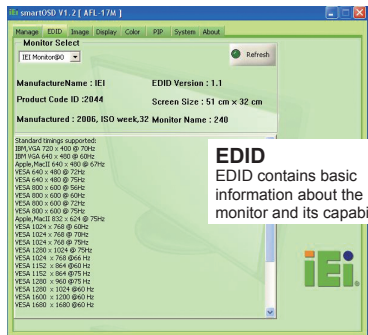 iEi smartOSD V1.2 [ AFL-17M ]
Manage EDID Image Display Color PIP System About
Monitor Select
IEI Monitor@0
Refresh
ManufactureName : IEI
EDID Version : 1.1
Product Code ID :2044
Screen Size : 51 cm x 32 cm
Manufactured : 2006, ISO week,32 Monitor Name : 240
Standard timings supported:
IBM,VGA 720 x 400 @ 70Hz
IBM VGA 640 x 480 @ 60Hz
Apple,MacII 640 x 480 @ 67Hz
VESA 640 x 480 @ 72Hz
VESA 640 x 480 @ 75Hz
VESA 800 x 600 @ 56Hz
VESA 800 x 600 @ 60Hz
VESA 800 x 600 @ 72Hz
VESA 800 x 600 @ 75Hz
Apple,MacII 832 x 624 @ 75Hz
VESA 1024 x 768 @ 60Hz
VESA 1024 x 768 @ 70Hz
VESA 1024 x 768 @ 75Hz
VESA 1280 x 1024 @ 75Hz
VESA 1024 x 768 @66 Hz
VESA 1152 x 864 @60 Hz
VESA 1152 x 864 @75 Hz
VESA 1280 x 960 @75 Hz
VESA 1280 x 1024 @60 Hz
VESA 1600 x 1200 @60 Hz
VESA 1680 x 1680 @60 Hz
EDID
EDID contains basic
information about the
monitor and its capabi
iEi